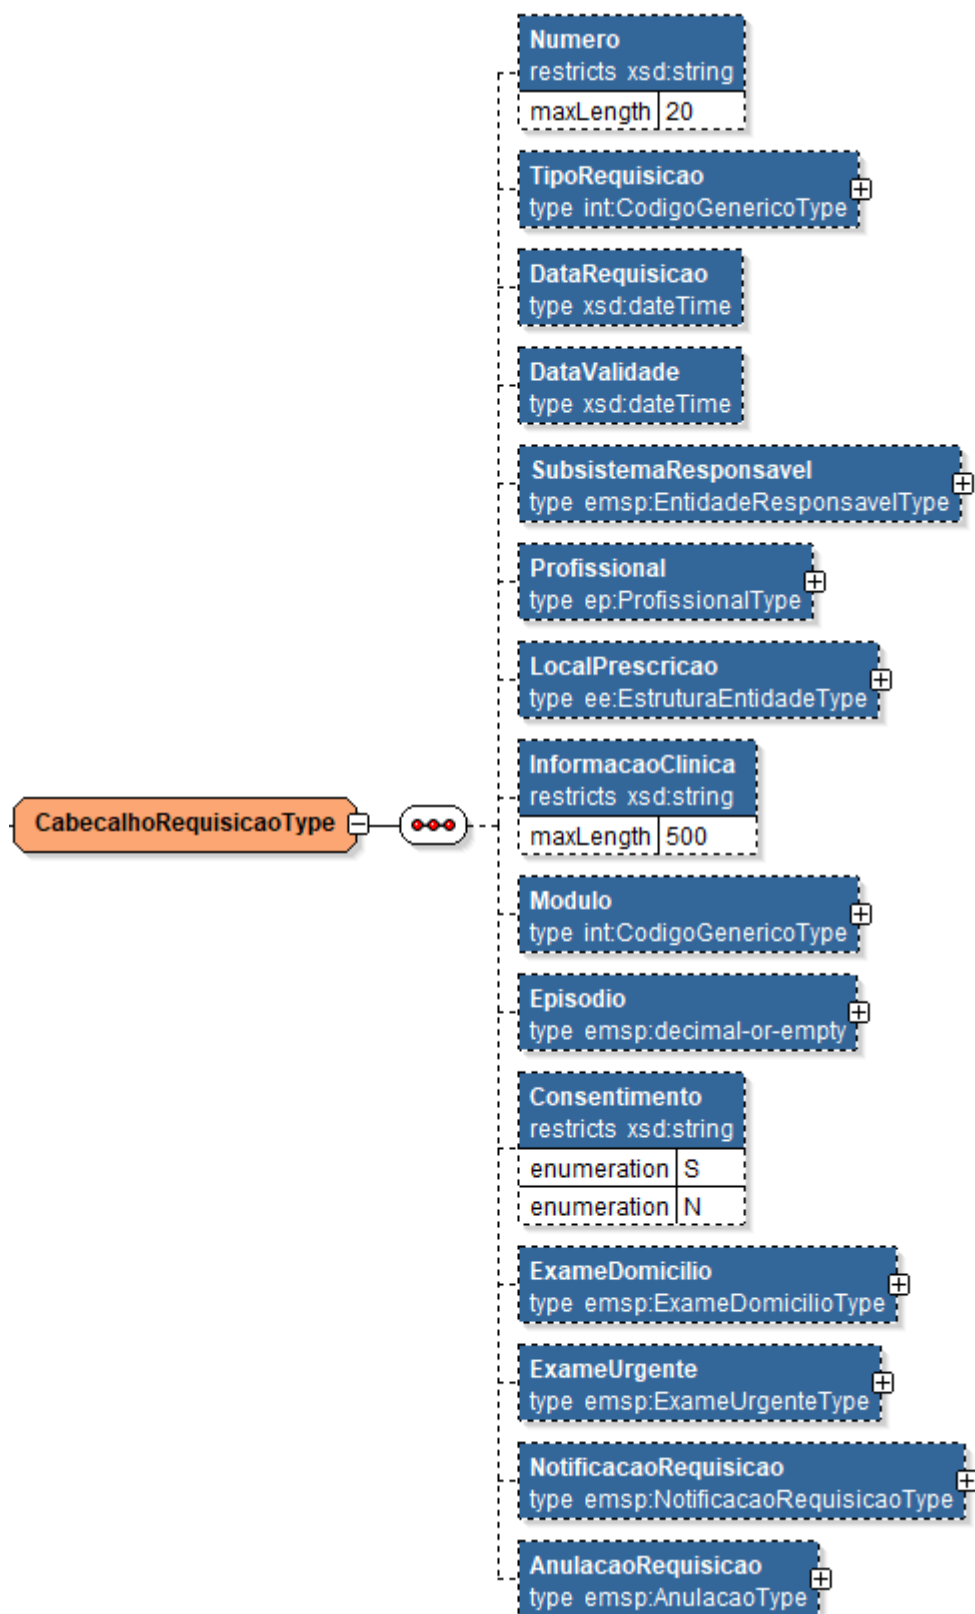 Numero
restricts xsd:string
maxLength 20
TipoRequisicao
type int:CodigoGenericoType
DataRequisicao
type xsd:dateTime
DataValidade
type xsd:dateTime
SubsistemaResponsavel
type emsp:EntidadeResponsavelType
Profissional
type ep:ProfissionalType
LocalPrescricao
type ee:EstruturaEntidadeType
InformacaoClinica
restricts xsd:string
maxLength 500
CabecalhoRequisicaoType
Modulo
type int:CodigoGenericoType
Episodio
type emsp:decimal-or-empty
Consentimento
restricts xsd:string
enumeration S
enumeration N
ExameDomicilio
type emsp:ExameDomicilioType
ExameUrgente
type emsp:ExameUrgenteType
NotificacaoRequisicao
type emsp:NotificacaoRequisicaoType
AnulacaoRequisicao
type emsp:AnulacaoType